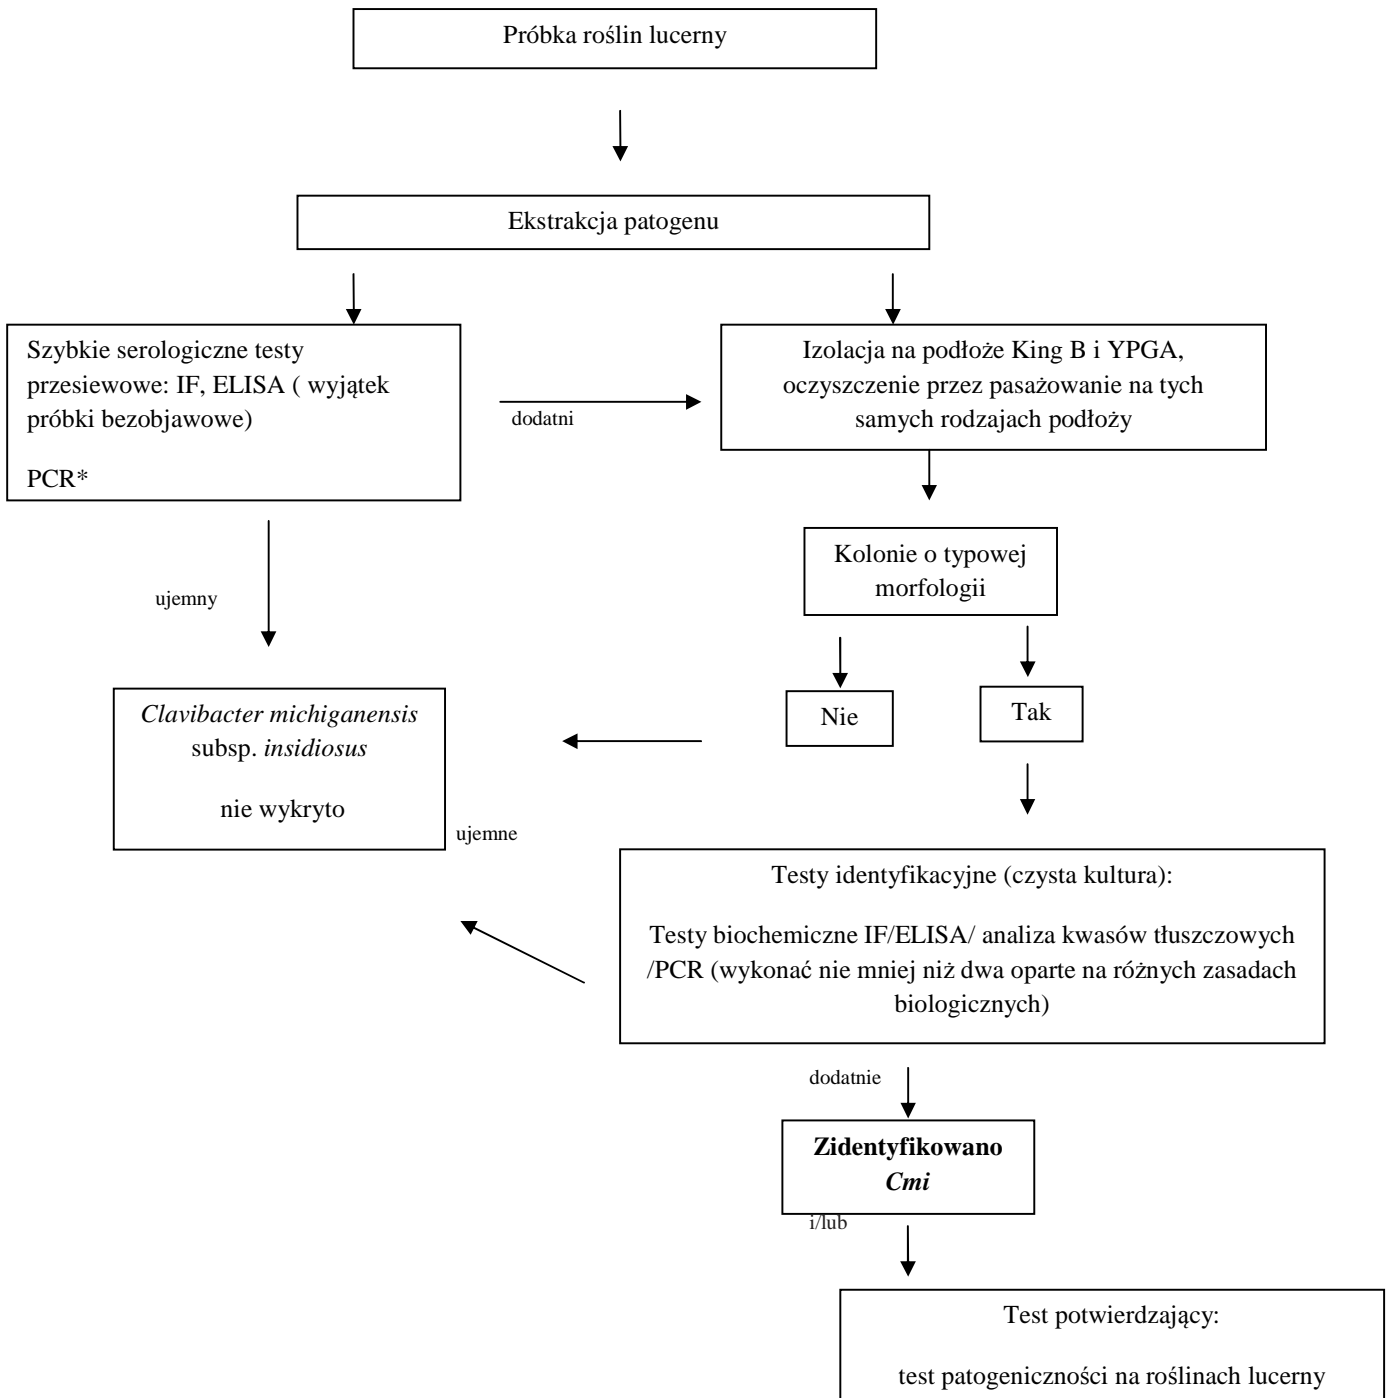 Próbka roślin lucerny
Ekstrakcja patogenu
Szybkie serologiczne testy
przesiewowe: IF, ELISA ( wyjątek
próbki bezobjawowe)
PCR*
dodatni
Izolacja na podłoże King B i YPGA,
oczyszczenie przez pasażowanie na tych
samych rodzajach podłoży
Kolonie o typowej
morfologii
ujemny
Nie
Tak
Clavibacter michiganensis
subsp. insidiosus
nie wykryto
ujemne
Testy identyfikacyjne (czysta kultura):
Testy biochemiczne IF/ELISA/ analiza kwasów tłuszczowych
/PCR (wykonać nie mniej niż dwa oparte na różnych zasadach
biologicznych)
dodatnie
Zidentyfikowano
Cmi
i/lub
Test potwierdzający:
test patogeniczności na roślinach lucerny